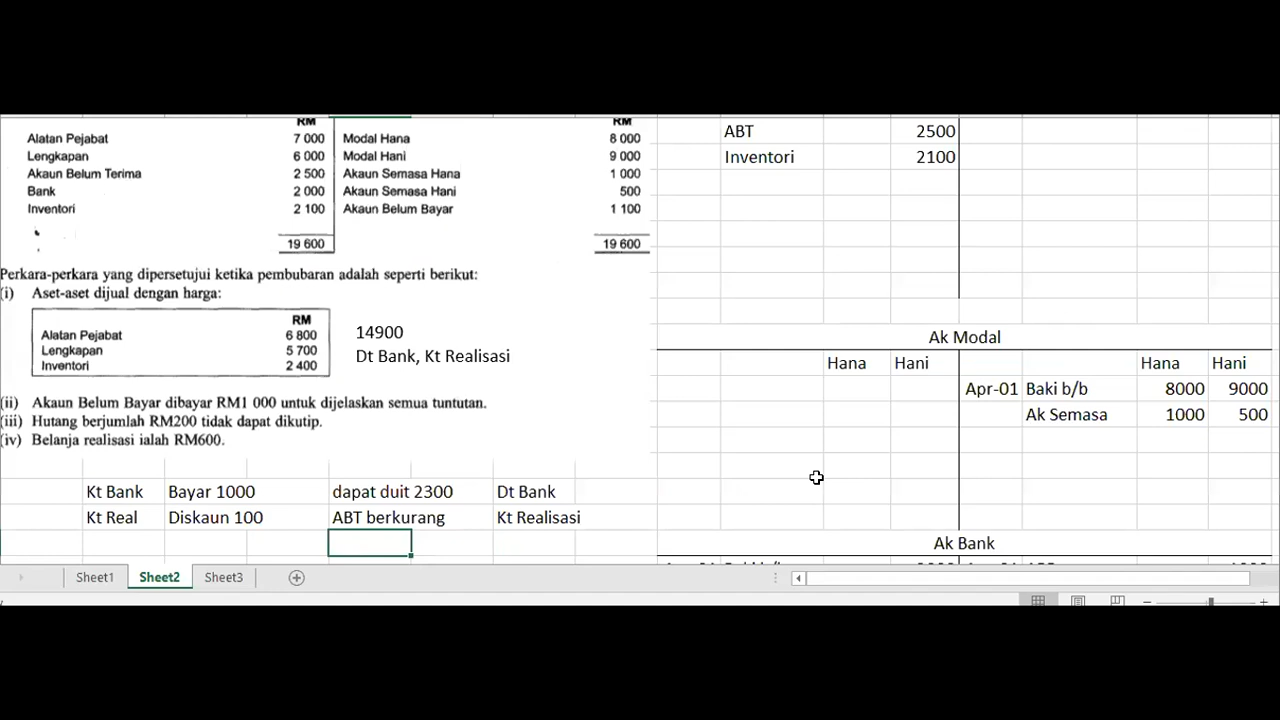 RM RM
Alatan Pejabat 7 000 Modal Hana 8 000
Lengkapan 6 000 Modal Hani 9 000
Akaun Belum Terima 2 500 Akaun Semasa Hana 1 000
Bank 2 000 Akaun Semasa Hani 500
Inventori 2 100 Akaun Belum Bayar 1 100
19 600 19 600
Perkara-perkara yang dipersetujui ketika pembubaran adalah seperti berikut:
(i) Aset-aset dijual dengan harga:
RM
Alatan Pejabat 6 800
Lengkapan 5 700
Inventori 2 400
14900
Dt Bank, Kt Realisasi
(ii) Akaun Belum Bayar dibayar RM1 000 untuk dijelaskan semua tuntutan.
(iii) Hutang berjumlah RM200 tidak dapat dikutip.
(iv) Belanja realisasi ialah RM600.
Kt Bank Bayar 1000 dapat duit 2300 Dt Bank
Kt Real Diskaun 100 ABT berkurang Kt Realisasi
Sheet1 Sheet2 Sheet3
ABT 2500
Inventori 2100
Ak Modal
Hana Hani Hana Hani
Apr-01 Baki b/b 8000 9000
Ak Semasa 1000 500
Ak Bank